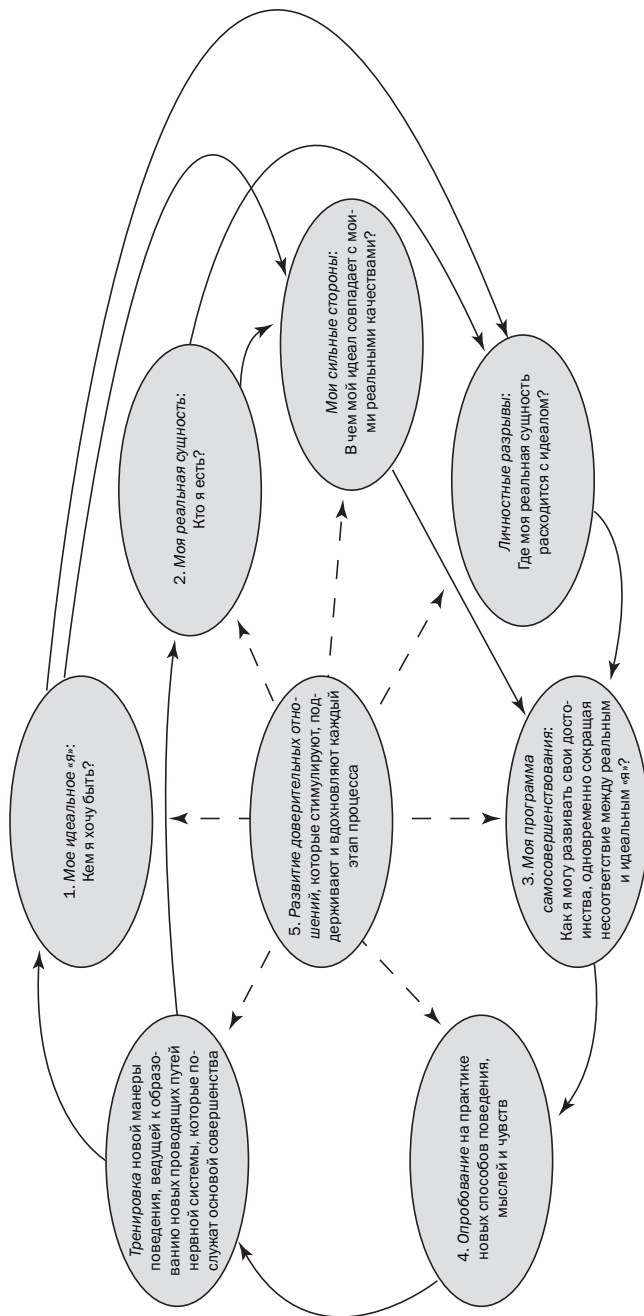 1. Мое идеальное «я»:
Кем я хочу быть?
2. Моя реальная сущность:
Кто я есть?
Мои сильные стороны:
В чем мой идеал совпадает с мои-
ми реальными качествами?
Личностные разрывы:
Где моя реальная сущность
расходится с идеалом?
3. Моя программа
самосовершенствования:
Как я могу развивать свои досто-
инства, одновременно сокращая
несоответствие между реальным
и идеальным «я»?
4. Опробование на практике
новых способов поведения,
мыслей и чувств
Тренировка новой манеры
поведения, ведущей к образо-
ванию новых проводящих путей
нервной системы, которые по-
служат основой совершенства
5. Развитие доверительных отно-
шений, которые стимулируют, под-
держивают и вдохновляют каждый
этап процесса